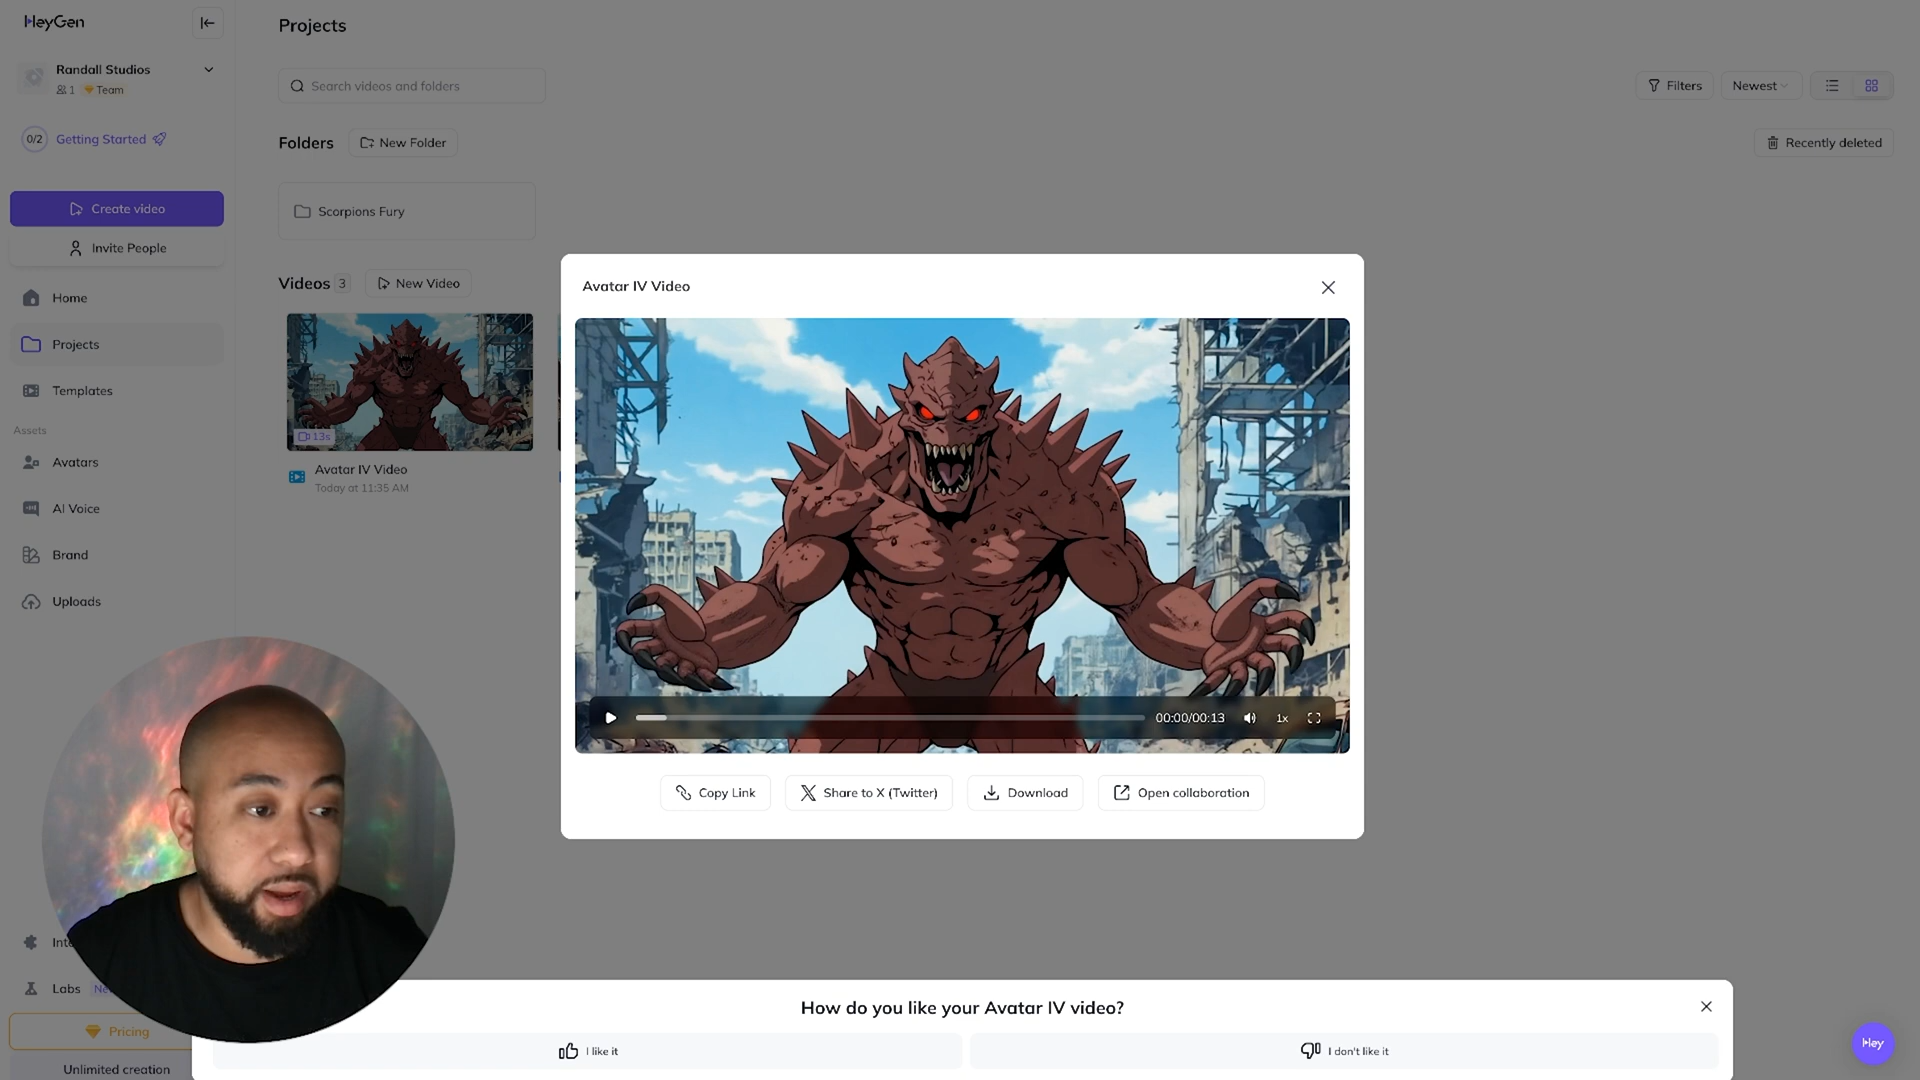 HeyGen
Randall Studios
1 Team
0/2 Getting Started
Create video
Invite People
Home
Projects
Templates
Assets
Avatars
AI Voice
Brand
Uploads
Labs
Pricing
Unlimited creation
Projects
Search videos and folders
Filters
Newest
Folders
New Folder
Recently deleted
Scorpions Fury
Videos 3
New Video
13s
Avatar IV Video
Today at 11:35 AM
Avatar IV Video
00:00/00:13
1x
Copy Link
Share to X (Twitter)
Download
Open collaboration
How do you like your Avatar IV video?
I like it
I don't like it
Hey